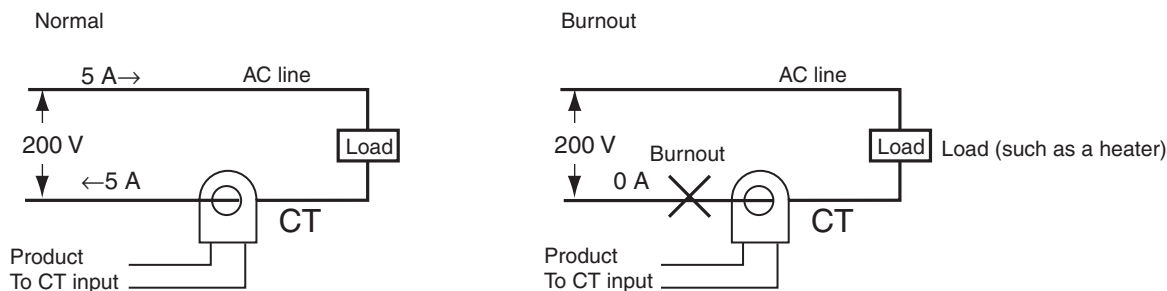 Normal
5 A→
AC line
200 V
Load
←5 A
CT
Product
To CT input
Burnout
AC line
200 V
Burnout
Load
Load (such as a heater)
0 A
CT
Product
To CT input